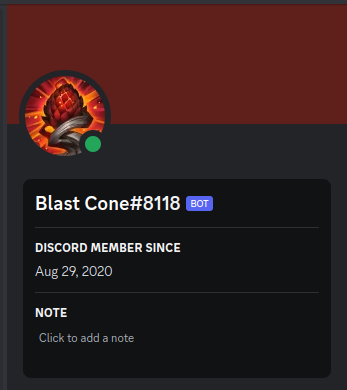 Blast Cone#8118 BOT
DISCORD MEMBER SINCE
Aug 29, 2020
NOTE
Click to add a note